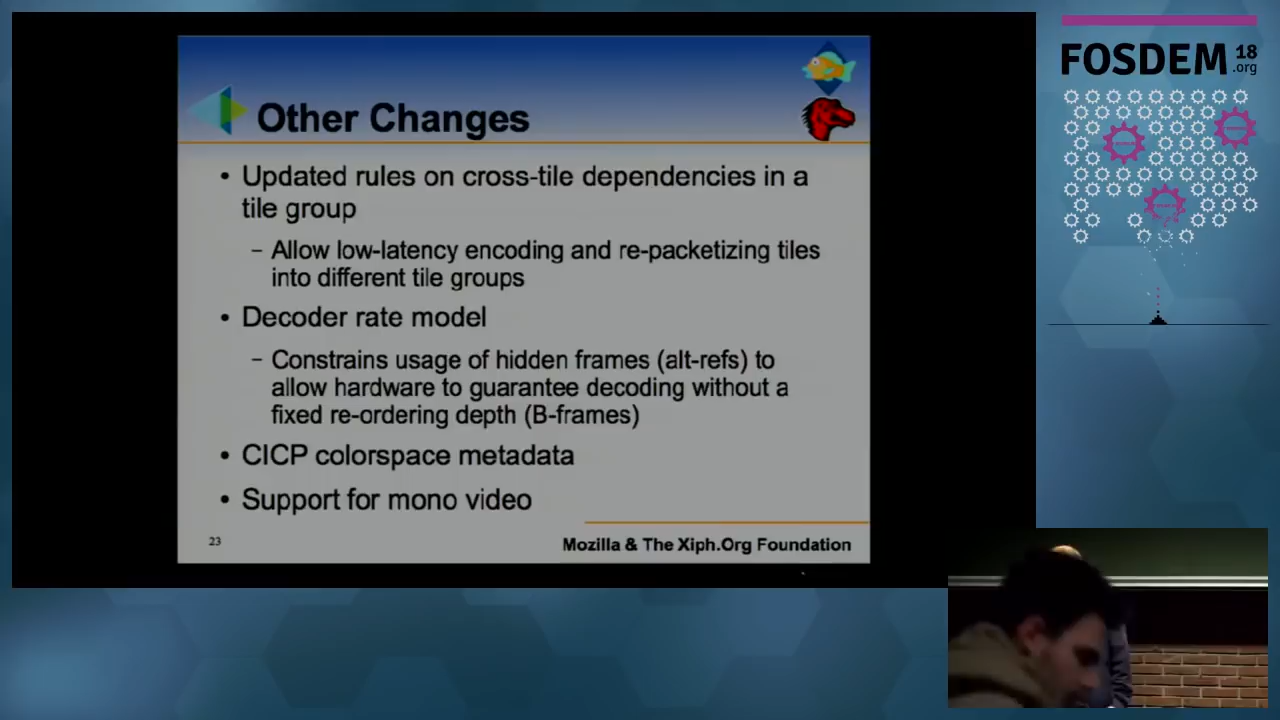 Other Changes
• Updated rules on cross-tile dependencies in a
tile group
– Allow low-latency encoding and re-packetizing tiles
into different tile groups
• Decoder rate model
– Constrains usage of hidden frames (alt-refs) to
allow hardware to guarantee decoding without a
fixed re-ordering depth (B-frames)
• CICP colorspace metadata
• Support for mono video
23
Mozilla & The Xiph.Org Foundation
FOSDEM 18
.org